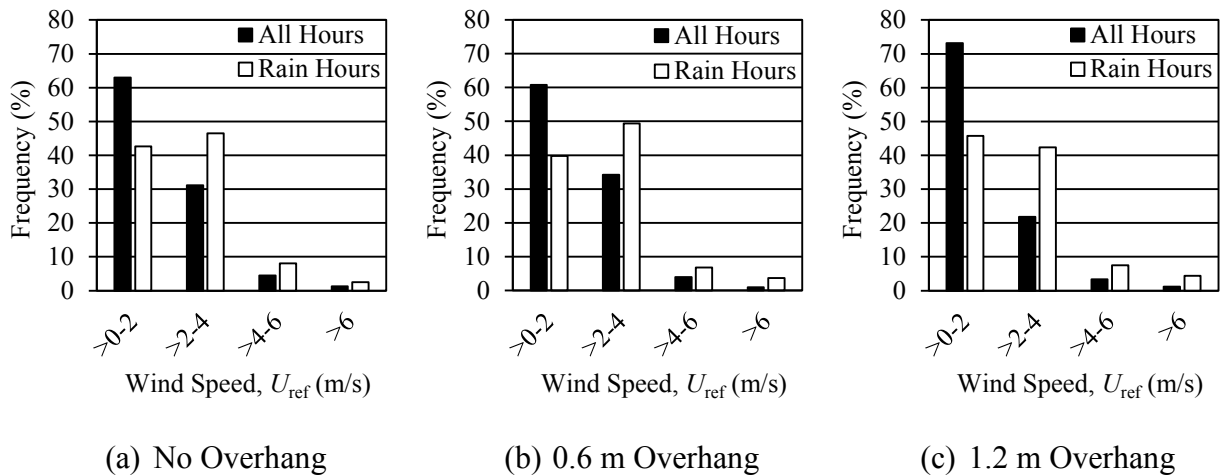 80
70
60
50
40
30
20
10
0
Frequency (%)
All Hours
Rain Hours
>0-2
>2-4
>4-6
>6
Wind Speed, Uref (m/s)
(a) No Overhang
80
70
60
50
40
30
20
10
0
Frequency (%)
All Hours
Rain Hours
>0-2
>2-4
>4-6
>6
Wind Speed, Uref (m/s)
(b) 0.6 m Overhang
80
70
60
50
40
30
20
10
0
Frequency (%)
All Hours
Rain Hours
>0-2
>2-4
>4-6
>6
Wind Speed, Uref (m/s)
(c) 1.2 m Overhang